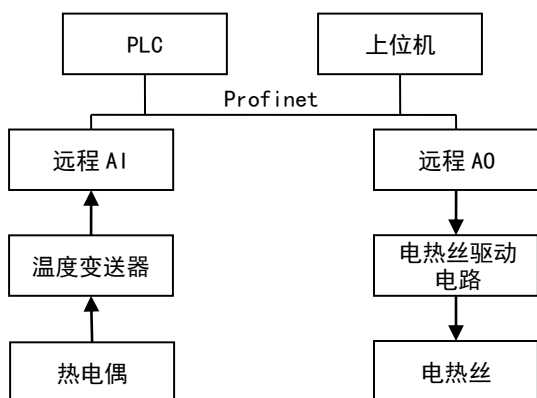 PLC
上位机
Profinet
远程 AI
远程 AO
温度变送器
电热丝驱动
电路
热电偶
电热丝